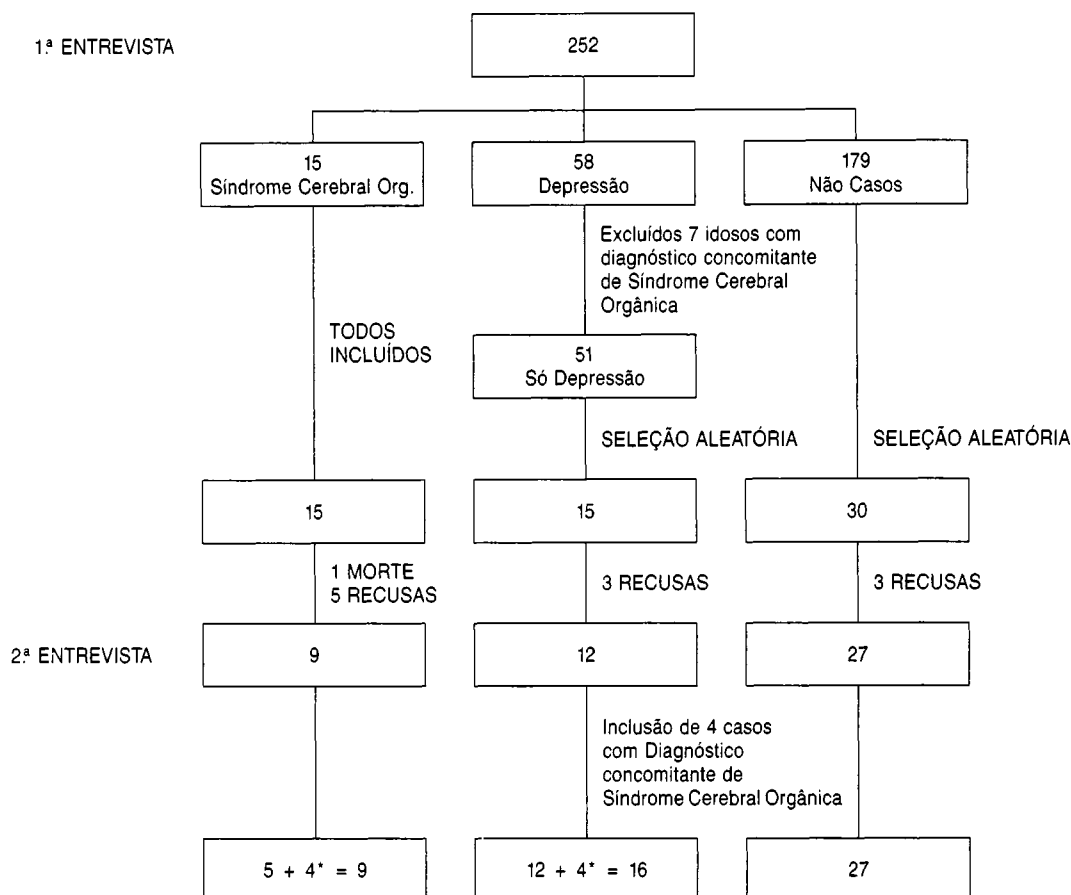 1.ª ENTREVISTA
252
15
Síndrome Cerebral Org.
58
Depressão
179
Não Casos
Excluídos 7 idosos com
diagnóstico concomitante
de Síndrome Cerebral
Orgânica
TODOS
INCLUÍDOS
51
Só Depressão
SELEÇÃO ALEATÓRIA
SELEÇÃO ALEATÓRIA
15
15
30
1 MORTE
5 RECUSAS
3 RECUSAS
3 RECUSAS
2.ª ENTREVISTA
9
12
27
Inclusão de 4 casos
com Diagnóstico
concomitante de
Síndrome Cerebral Orgânica
5 + 4* = 9
12 + 4* = 16
27